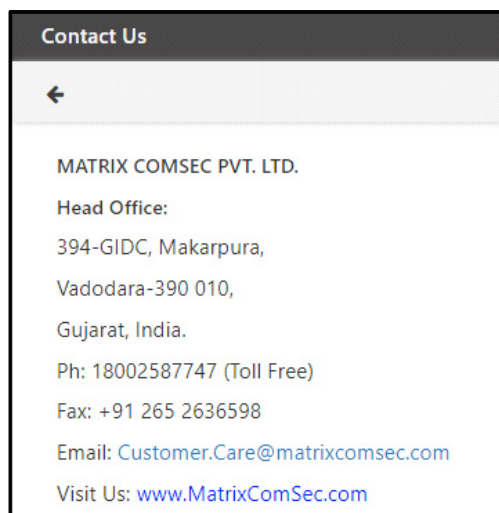 Contact Us
MATRIX COMSEC PVT. LTD.
Head Office:
394-GIDC, Makarpura,
Vadodara-390 010,
Gujarat, India.
Ph: 18002587747 (Toll Free)
Fax: +91 265 2636598
Email: Customer.Care@matrixcomsec.com
Visit Us: www.MatrixComSec.com